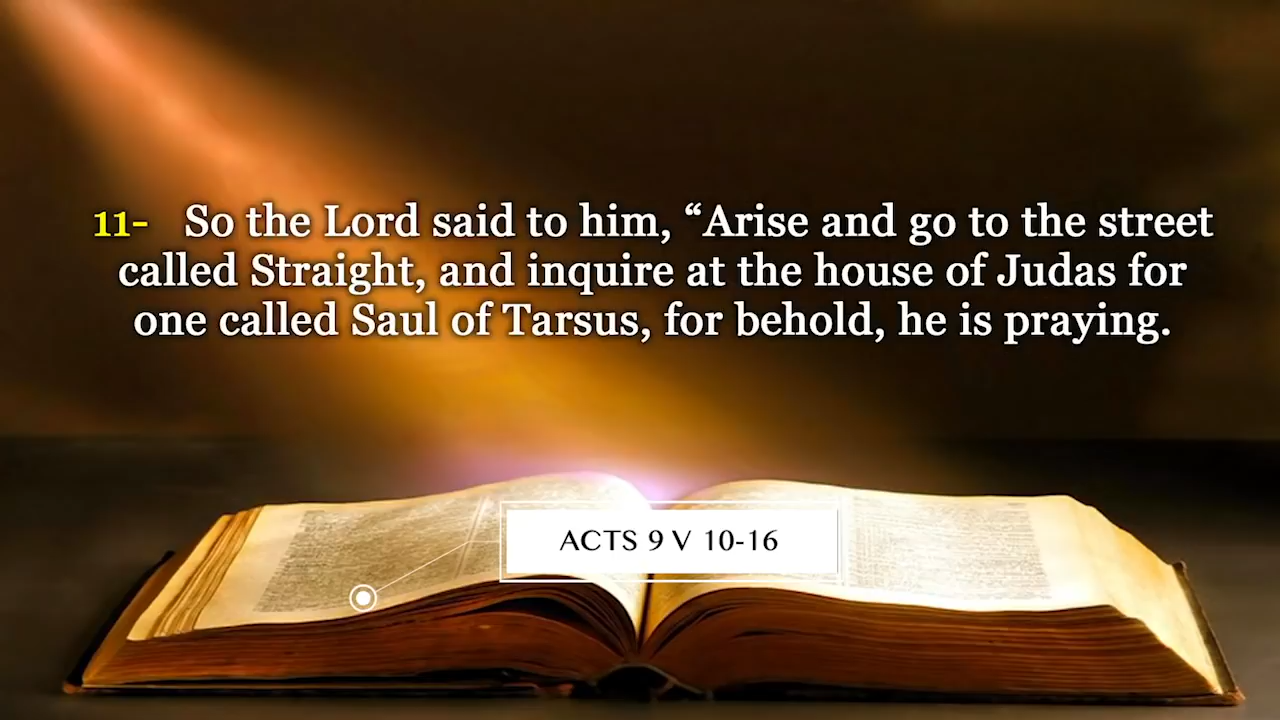 11- So the Lord said to him, “Arise and go to the street
called Straight, and inquire at the house of Judas for
one called Saul of Tarsus, for behold, he is praying.
ACTS 9 V 10-16